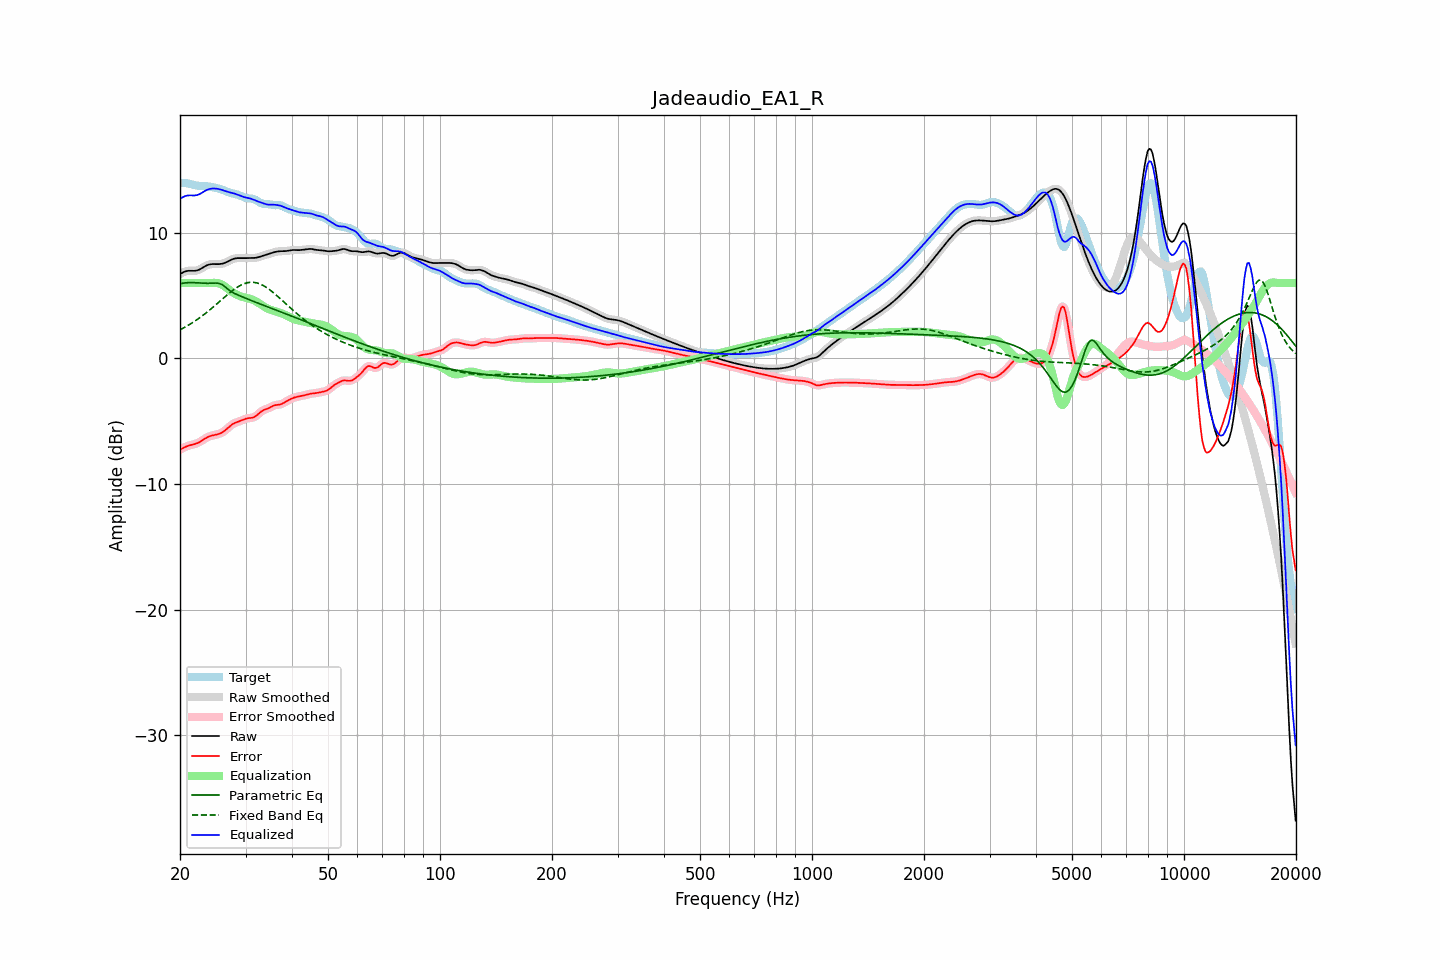 Jadeaudio_EA1_R
Amplitude (dBr)
10
0
−10
−20
−30
Target
Raw Smoothed
Error Smoothed
Raw
Error
Equalization
Parametric Eq
Fixed Band Eq
Equalized
20 50 100 200 500 1000 2000 5000 10000 20000
Frequency (Hz)